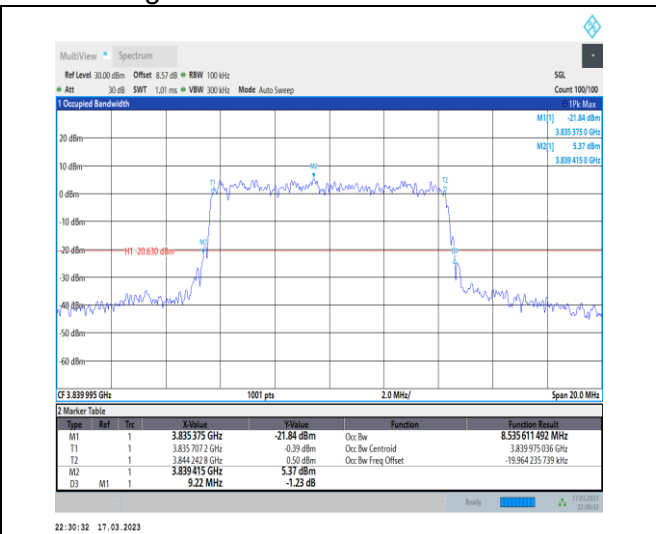 MultiView Spectrum
Ref Level 30.00 dBm Offset 8.57 dB RBW 100 kHz SGL
Att 30 dB SWT 1.01 ms VBW 300 kHz Mode Auto Sweep Count 100/100
1 Occupied Bandwidth 1Pk Max
M1[1] -21.84 dBm
3.835 375 0 GHz
20 dBm M2[1] 5.37 dBm
3.839 415 0 GHz
10 dBm M2
T1 T2
0 dBm
-10 dBm
M1
-20 dBm H1 -20.630 dBm D3
-30 dBm
-40 dBm
-50 dBm
-60 dBm
CF 3.839 995 GHz 1001 pts 2.0 MHz/ Span 20.0 MHz
2 Marker Table
Type Ref Trc X-Value Y-Value Function Function Result
M1 1 3.835 375 GHz -21.84 dBm Occ Bw 8.535 611 492 MHz
T1 1 3.835 707 2 GHz -0.39 dBm Occ Bw Centroid 3.839 975 036 GHz
T2 1 3.844 242 8 GHz 0.50 dBm Occ Bw Freq Offset -19.964 235 739 kHz
M2 1 3.839 415 GHz 5.37 dBm
D3 M1 1 9.22 MHz -1.23 dB
Ready 17.03.2023
22:30:32
22:30:32 17.03.2023